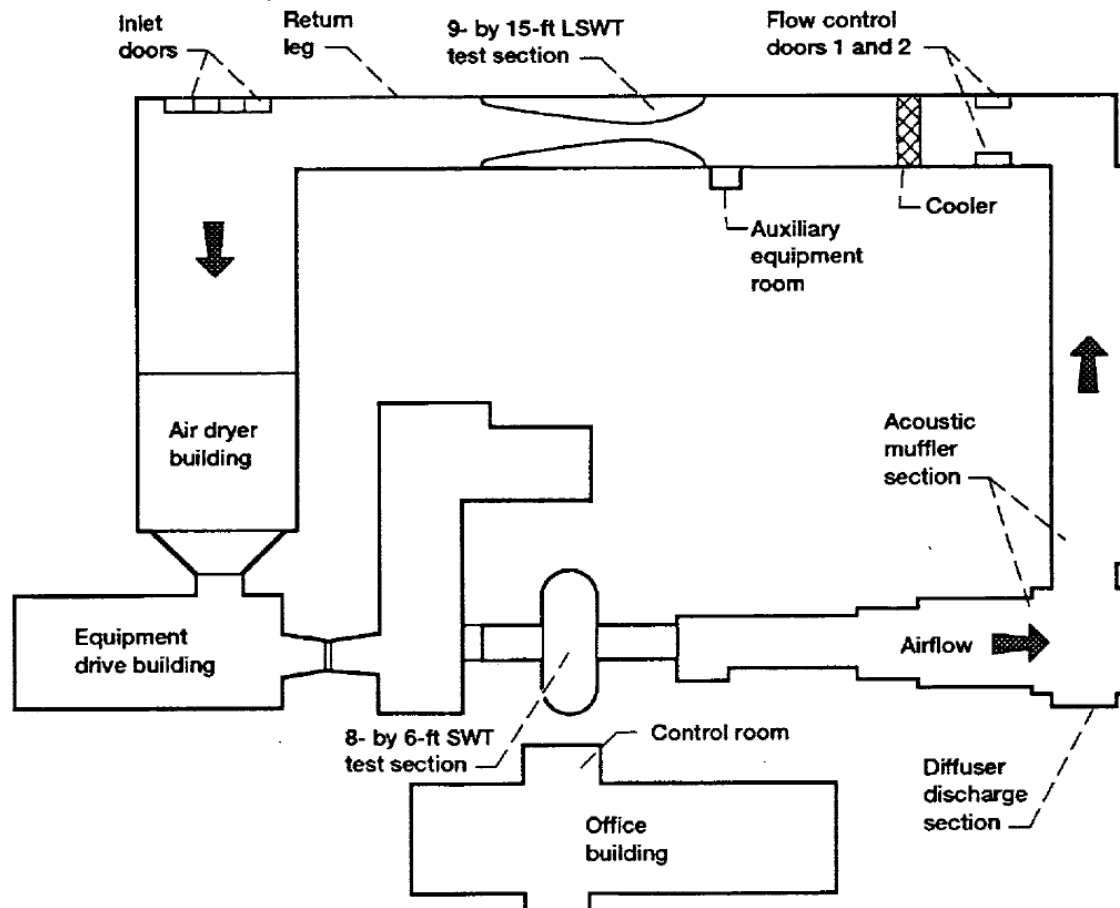 Inlet
doors
Return
leg
9- by 15-ft LSWT
test section
Flow control
doors 1 and 2
Cooler
Auxiliary
equipment
room
Air dryer
building
Acoustic
muffler
section
Equipment
drive building
Airflow
8- by 6-ft SWT
test section
Control room
Diffuser
discharge
section
Office
building